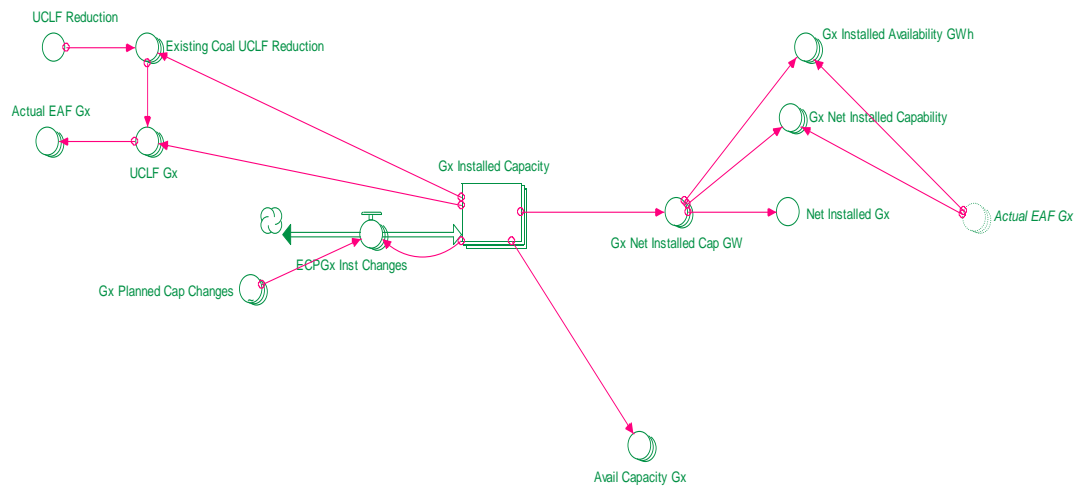 UCLF Reduction
Existing Coal UCLF Reduction
Gx Installed Availability GWh
Actual EAF Gx
Gx Net Installed Capability
UCLF Gx
Gx Installed Capacity
Net Installed Gx
Actual EAF Gx
Gx Net Installed Cap GW
ECPGx Inst Changes
Gx Planned Cap Changes
Avail Capacity Gx